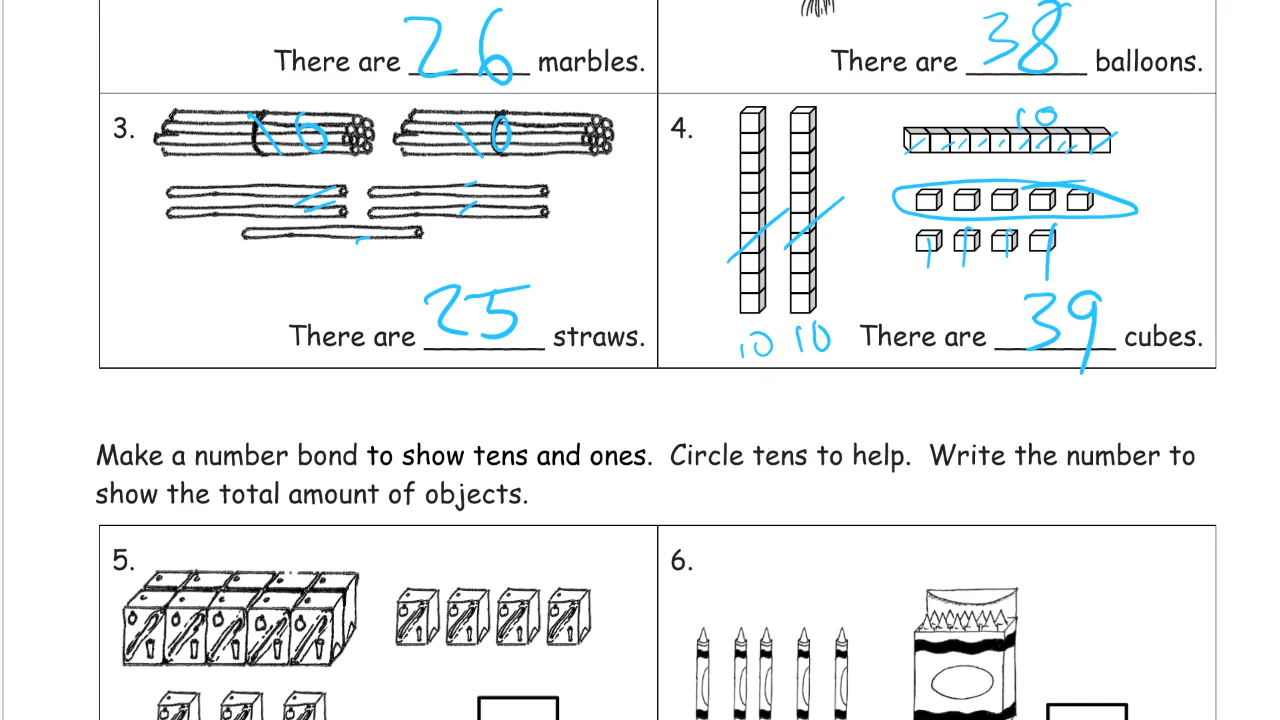 There are 26 marbles.
There are 38 balloons.
3.
10 10
There are 25 straws.
4.
10
10 10
There are 39 cubes.
Make a number bond to show tens and ones. Circle tens to help. Write the number to
show the total amount of objects.
5.
6.